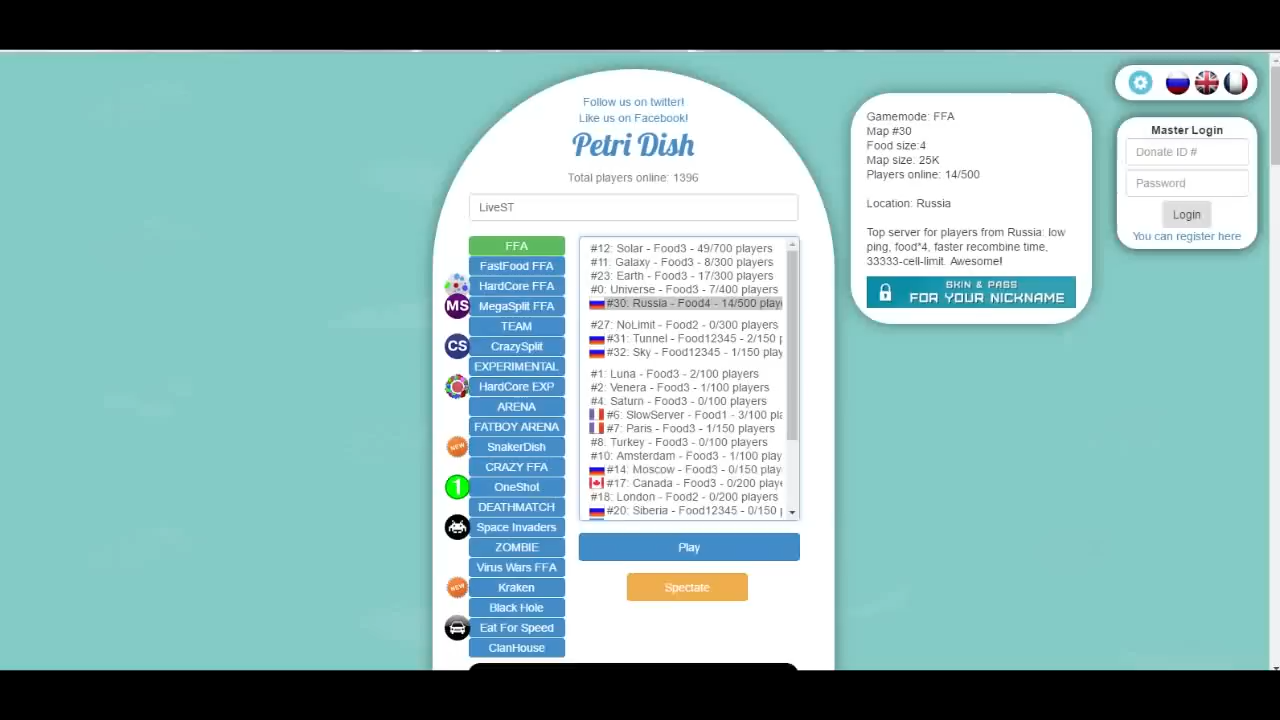 Follow us on twitter!
Like us on Facebook!
Petri Dish
Total players online: 1396
LiveST
FFA
FastFood FFA
HardCore FFA
MS
MegaSplit FFA
TEAM
CS
CrazySplit
EXPERIMENTAL
HardCore EXP
ARENA
FATBOY ARENA
NEW
SnakerDish
CRAZY FFA
1
OneShot
DEATHMATCH
Space Invaders
ZOMBIE
Virus Wars FFA
NEW
Kraken
Black Hole
Eat For Speed
ClanHouse
#12: Solar - Food3 - 49/700 players
#11: Galaxy - Food3 - 8/300 players
#23: Earth - Food3 - 17/300 players
#0: Universe - Food3 - 7/400 players
#30: Russia - Food4 - 14/500 play
#27: NoLimit - Food2 - 0/300 players
#31: Tunnel - Food12345 - 2/150 p
#32: Sky - Food12345 - 1/150 play
#1: Luna - Food3 - 2/100 players
#2: Venera - Food3 - 1/100 players
#4: Saturn - Food3 - 0/100 players
#6: SlowServer - Food1 - 3/100 pla
#7: Paris - Food3 - 1/150 players
#8: Turkey - Food3 - 0/100 players
#10: Amsterdam - Food3 - 1/100 play
#14: Moscow - Food3 - 0/150 play
#17: Canada - Food3 - 0/200 player
#18: London - Food2 - 0/200 players
#20: Siberia - Food12345 - 0/150 p
Play
Spectate
Gamemode: FFA
Map #30
Food size:4
Map size: 25K
Players online: 14/500
Location: Russia
Top server for players from Russia: low
ping, food*4, faster recombine time,
33333-cell-limit. Awesome!
SKIN & PASS
FOR YOUR NICKNAME
Master Login
Donate ID #
Password
Login
You can register here